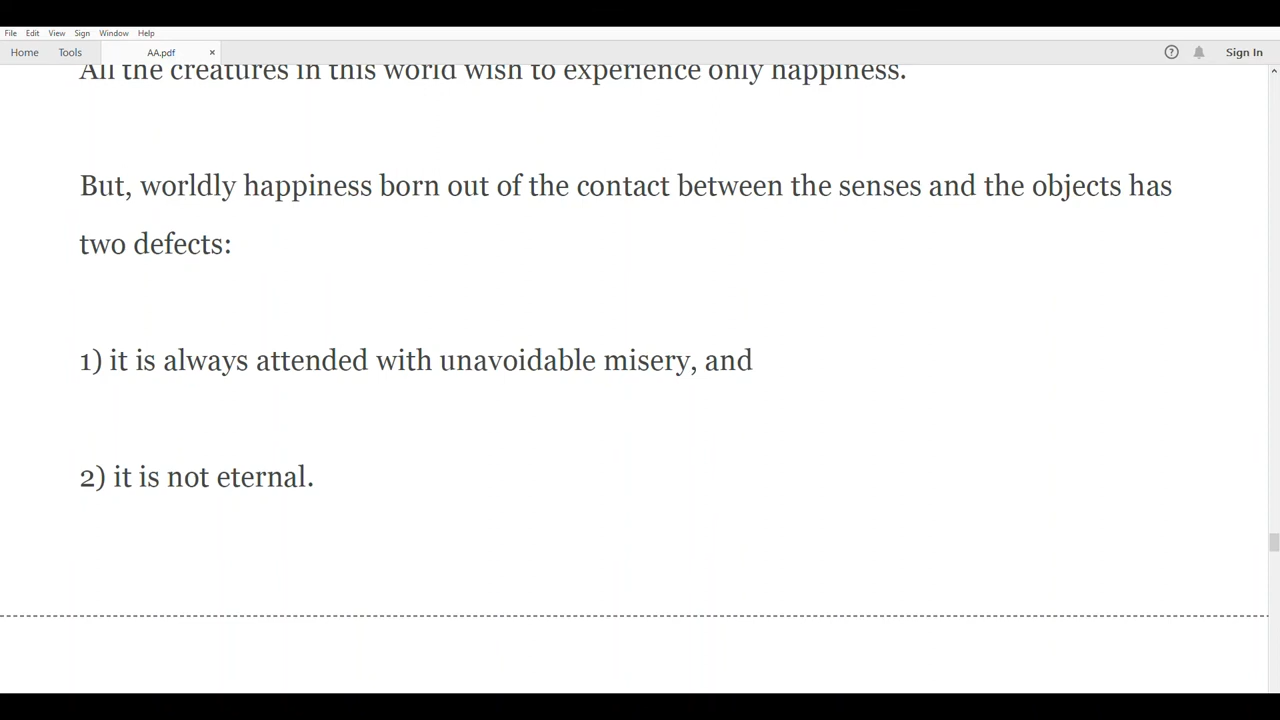 File Edit View Sign Window Help
Home Tools AA.pdf × ? Sign In
All the creatures in this world wish to experience only happiness.
But, worldly happiness born out of the contact between the senses and the objects has
two defects:
1) it is always attended with unavoidable misery, and
2) it is not eternal.